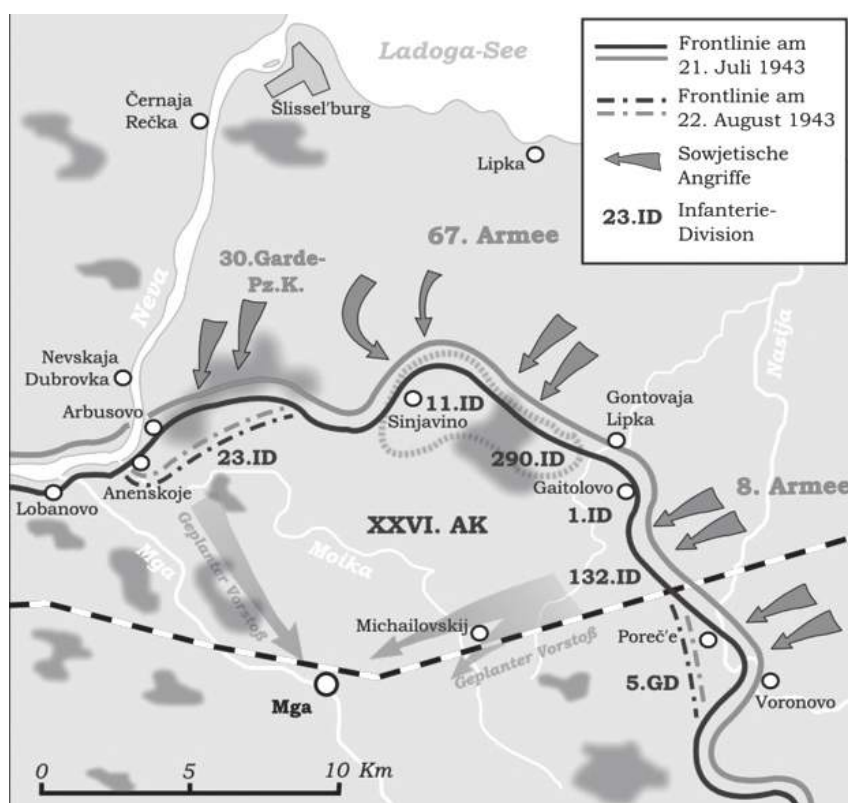 Ladoga-See
Frontlinie am
21. Juli 1943
Frontlinie am
22. August 1943
Sowjetische
Angriffe
23.ID
Infanterie-
Division
Černaja
Rečka
Šlissel'burg
Lipka
67. Armee
30.Garde-
Pz.K.
Neva
Nasija
Nevskaja
Dubrovka
Arbusovo
Sinjavino
11.ID
Gontovaja
Lipka
23.ID
290.ID
Anenskoje
Lobanovo
Gaitolovo
8. Armee
1.ID
XXVI. AK
Mga
Moika
Geplanter Vorstoß
132.ID
Michailovskij
Geplanter Vorstoß
Poreč'e
5.GD
Voronovo
Mga
0 5 10 Km